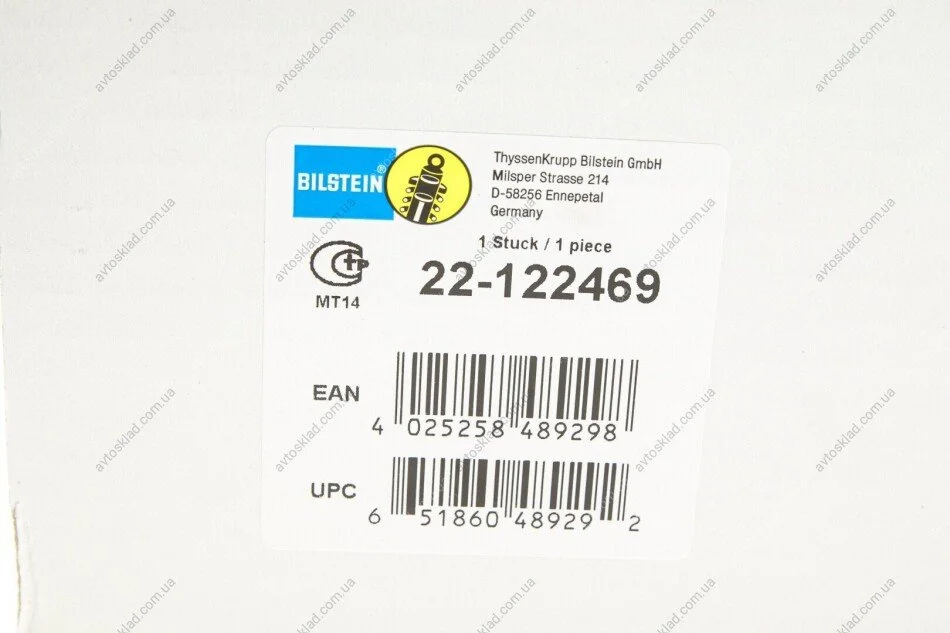 BILSTEIN®
ThyssenKrupp Bilstein GmbH
Milsper Strasse 214
D-58256 Ennepetal
Germany
1 Stuck / 1 piece
22-122469
MT14
EAN
4 025258 489298
UPC
6 51860 48929 2
avtosklad.com.ua